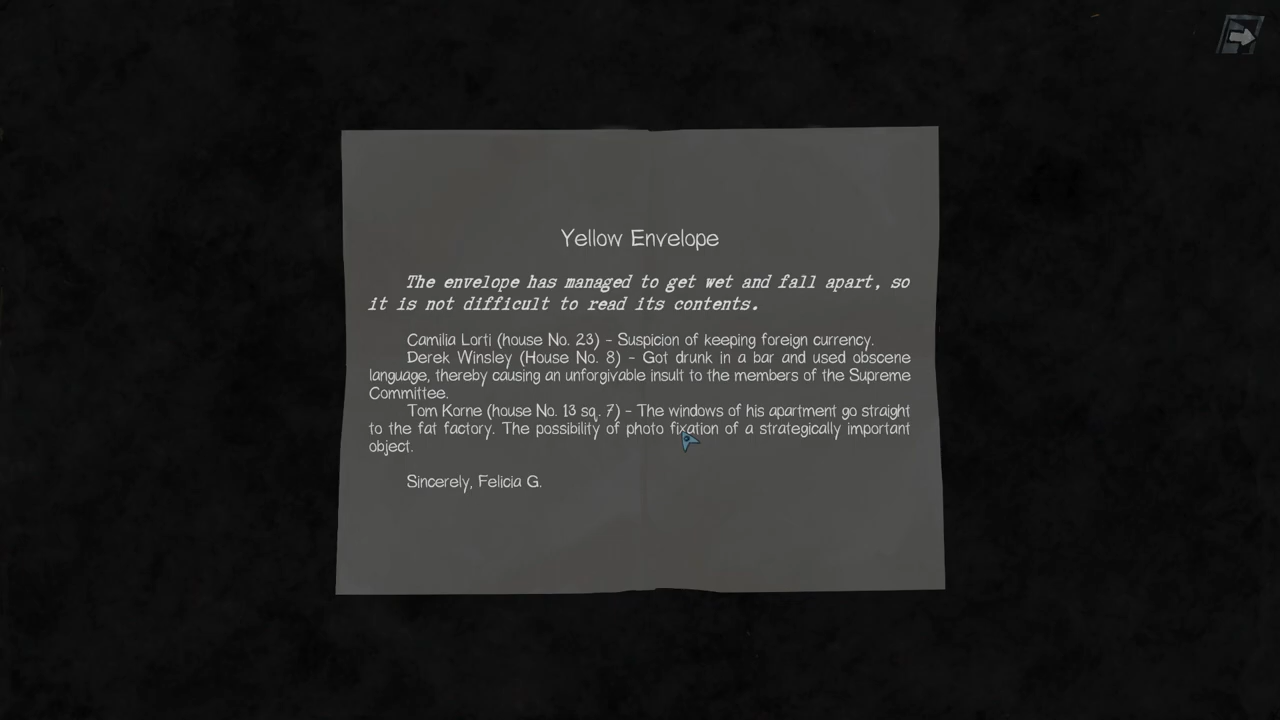 Yellow Envelope
The envelope has managed to get wet and fall apart, so
it is not difficult to read its contents.
Camilia Lorti (house No. 23) – Suspicion of keeping foreign currency.
Derek Winsley (House No. 8) – Got drunk in a bar and used obscene
language, thereby causing an unforgivable insult to the members of the Supreme
Committee.
Tom Korne (house No. 13 sq. 7) – The windows of his apartment go straight
to the fat factory. The possibility of photo fixation of a strategically important
object.
Sincerely, Felicia G.